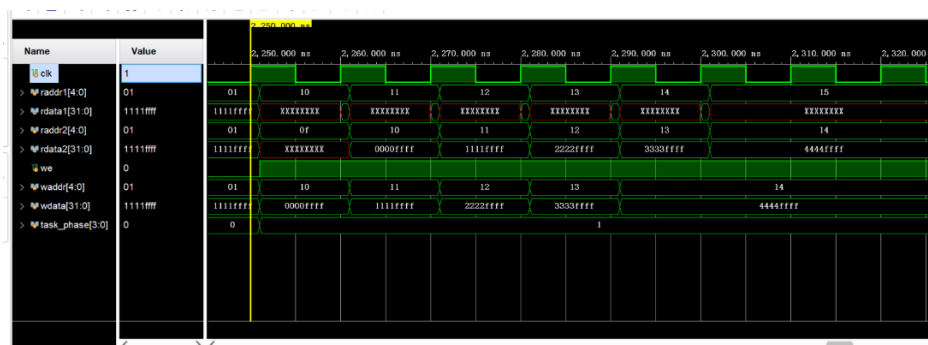 2,250.000 ns
Name Value 2,250.000 ns 2,260.000 ns 2,270.000 ns 2,280.000 ns 2,290.000 ns 2,300.000 ns 2,310.000 ns 2,320.000
clk 1
raddr1[4:0] 01 01 10 11 12 13 14 15
rdata1[31:0] 1111ffff 1111ffff XXXXXXXX XXXXXXXX XXXXXXXX XXXXXXXX XXXXXXXX XXXXXXXX
raddr2[4:0] 01 01 0f 10 11 12 13 14
rdata2[31:0] 1111ffff 1111ffff XXXXXXXX 0000ffff 1111ffff 2222ffff 3333ffff 4444ffff
we 0
waddr[4:0] 01 01 10 11 12 13 14
wdata[31:0] 1111ffff 1111ffff 0000ffff 1111ffff 2222ffff 3333ffff 4444ffff
task_phase[3:0] 0 0 1